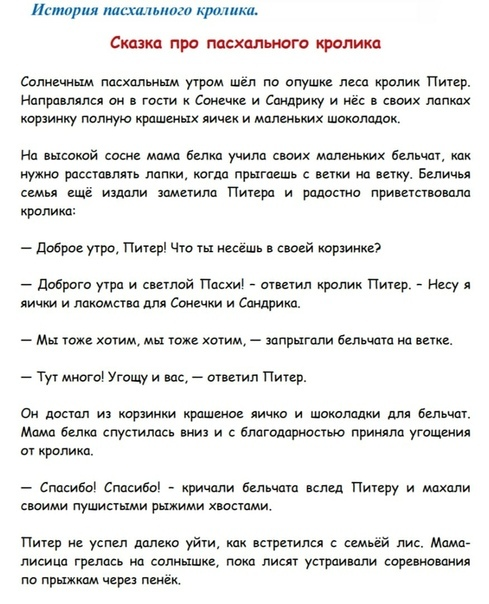 История пасхального кролика.
Сказка про пасхального кролика
Солнечным пасхальным утром шёл по опушке леса кролик Питер.
Направлялся он в гости к Сонечке и Сандрику и нёс в своих лапках
корзинку полную крашеных яичек и маленьких шоколадок.
На высокой сосне мама белка учила своих маленьких бельчат, как
нужно расставлять лапки, когда прыгаешь с ветки на ветку. Беличья
семья ещё издали заметила Питера и радостно приветствовала
кролика:
— Доброе утро, Питер! Что ты несёшь в своей корзинке?
— Доброго утра и светлой Пасхи! – ответил кролик Питер. – Несу я
яички и лакомства для Сонечки и Сандрика.
— Мы тоже хотим, мы тоже хотим, — запрыгали бельчата на ветке.
— Тут много! Угощу и вас, — ответил Питер.
Он достал из корзинки крашеное яичко и шоколадки для бельчат.
Мама белка спустилась вниз и с благодарностью приняла угощения
от кролика.
— Спасибо! Спасибо! – кричали бельчата вслед Питеру и махали
своими пушистыми рыжими хвостами.
Питер не успел далеко уйти, как встретился с семьёй лис. Мама-
лисица грелась на солнышке, пока лисят устраивали соревнования
по прыжкам через пенёк.